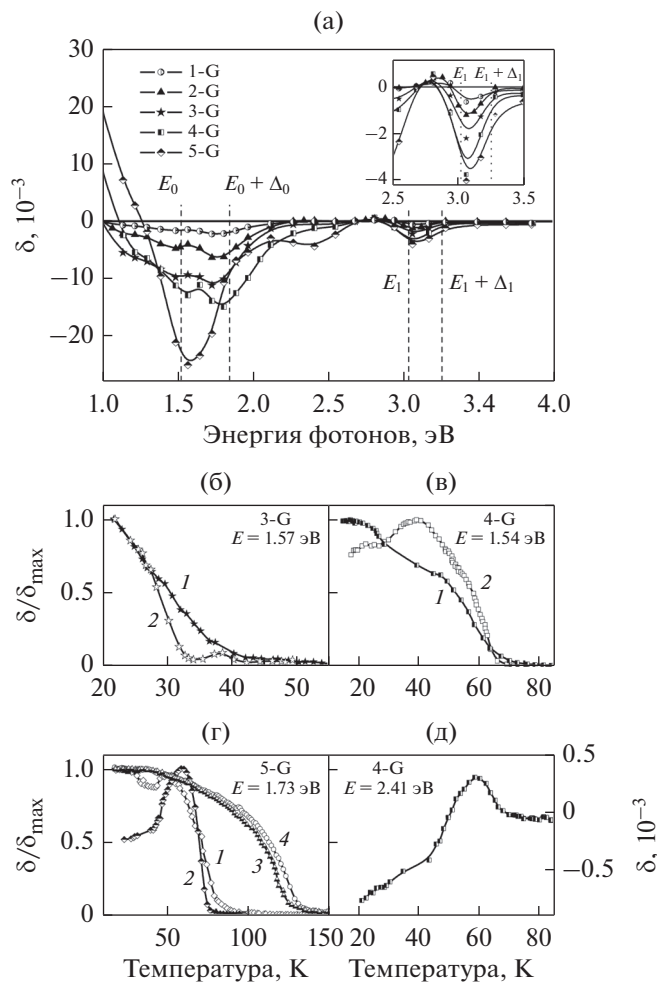 (а)
30
20
10
0
−10
−20
δ, 10⁻³
1-G
2-G
3-G
4-G
5-G
E₀
E₀ + Δ₀
E₁
E₁ + Δ₁
0
−2
−4
2.5 3.0 3.5
E₁ E₁ + Δ₁
1.0 1.5 2.0 2.5 3.0 3.5 4.0
Энергия фотонов, эВ
(б)
1.0
0.5
0
δ/δmax
3-G
E = 1.57 эВ
1
2
20 30 40 50
(в)
4-G
E = 1.54 эВ
2
1
20 40 60 80
(г)
1.0
0.5
0
δ/δmax
5-G
E = 1.73 эВ
1
2
3
4
50 100 150
Температура, K
(д)
4-G
E = 2.41 эВ
0.5
0
−0.5
δ, 10⁻³
20 40 60 80
Температура, K